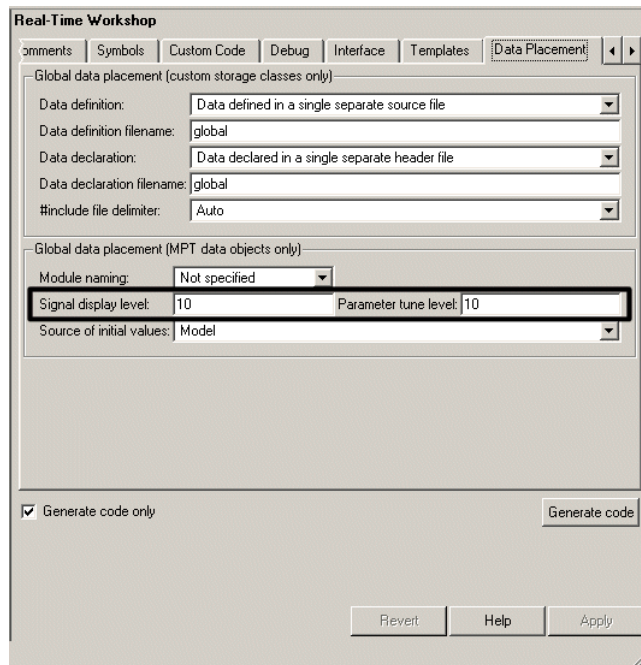 Real-Time Workshop
omments Symbols Custom Code Debug Interface Templates Data Placement
Global data placement (custom storage classes only)
Data definition: Data defined in a single separate source file
Data definition filename: global
Data declaration: Data declared in a single separate header file
Data declaration filename: global
#include file delimiter: Auto
Global data placement (MPT data objects only)
Module naming: Not specified
Signal display level: 10 Parameter tune level: 10
Source of initial values: Model
Generate code only Generate code
Revert Help Apply